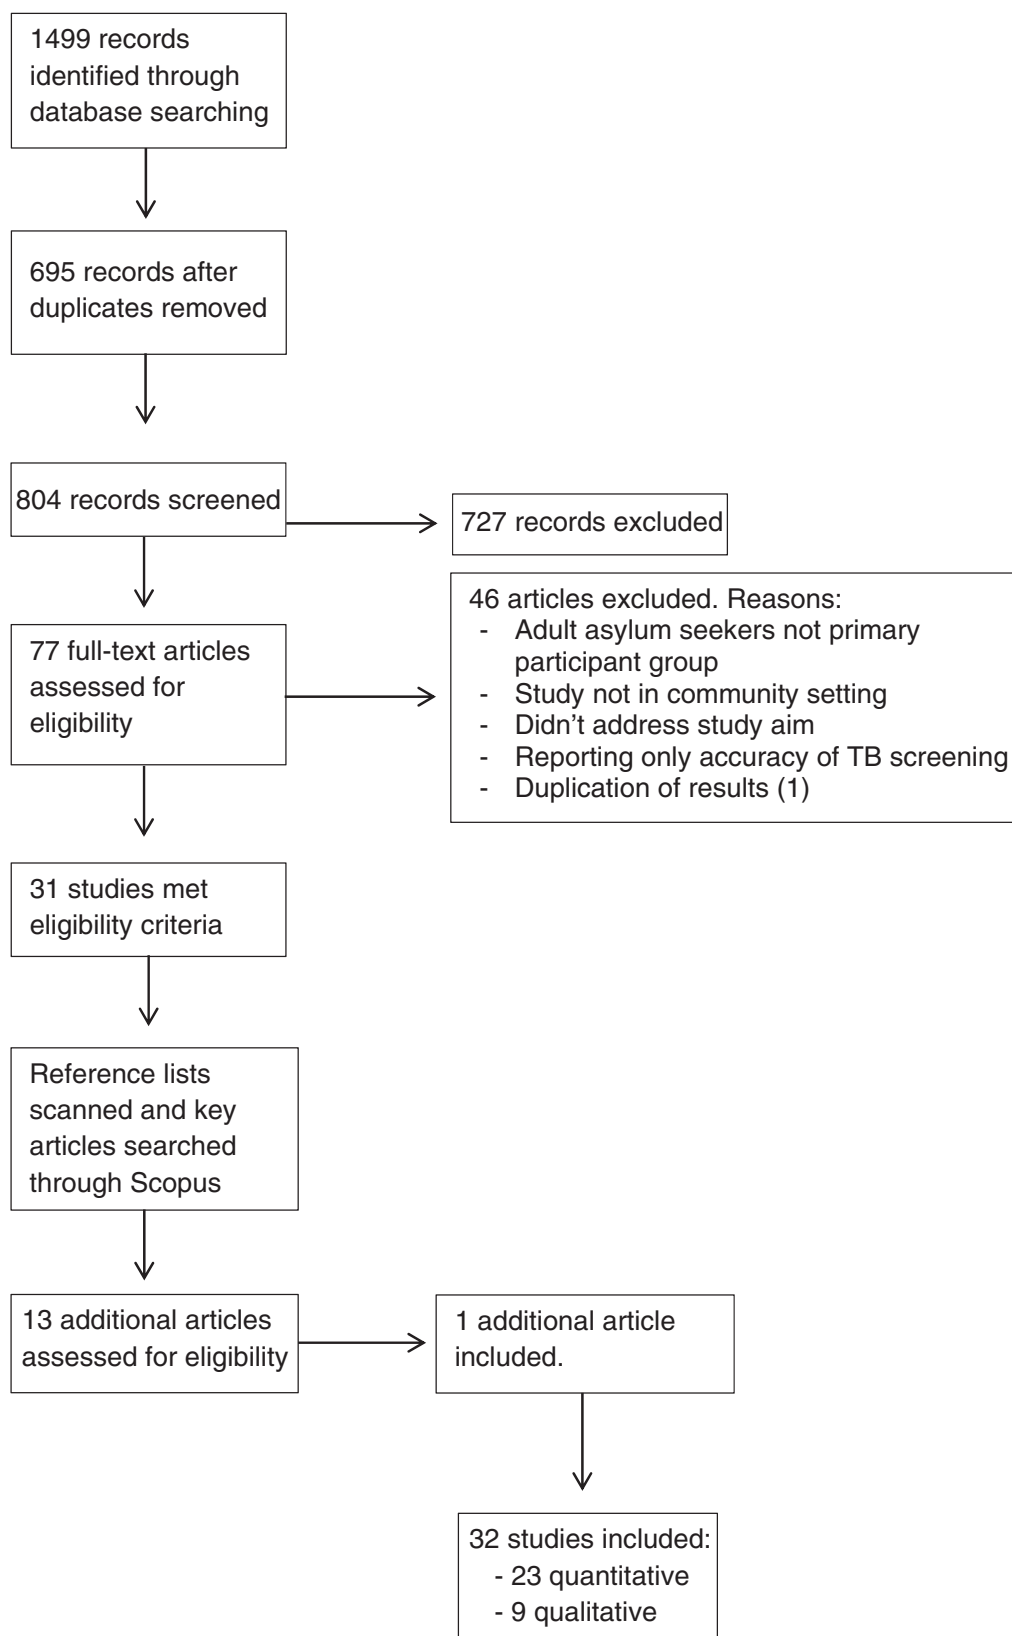 1499 records
identified through
database searching
695 records after
duplicates removed
804 records screened
727 records excluded
77 full-text articles
assessed for
eligibility
46 articles excluded. Reasons:
- Adult asylum seekers not primary
participant group
- Study not in community setting
- Didn't address study aim
- Reporting only accuracy of TB screening
- Duplication of results (1)
31 studies met
eligibility criteria
Reference lists
scanned and key
articles searched
through Scopus
13 additional articles
assessed for eligibility
1 additional article
included.
32 studies included:
- 23 quantitative
- 9 qualitative